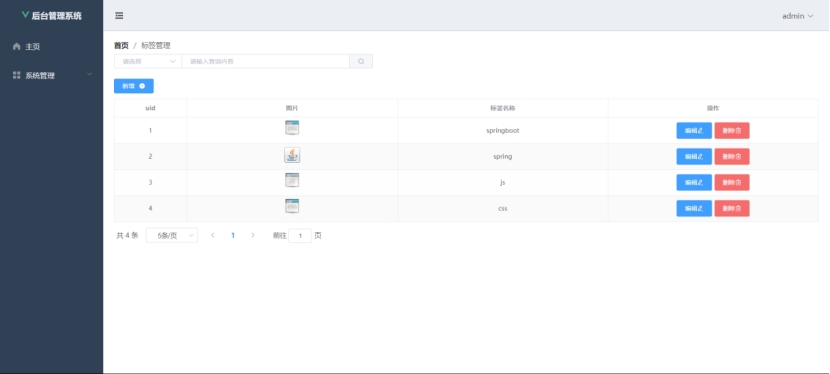 后台管理系统
admin
主页
系统管理
首页 / 标签管理
请选择 请输入查询内容
新增
uid 图片 标签名称 操作
1 springboot 编辑 删除
2 spring 编辑 删除
3 js 编辑 删除
4 css 编辑 删除
共 4 条 5条/页 1 前往 1 页